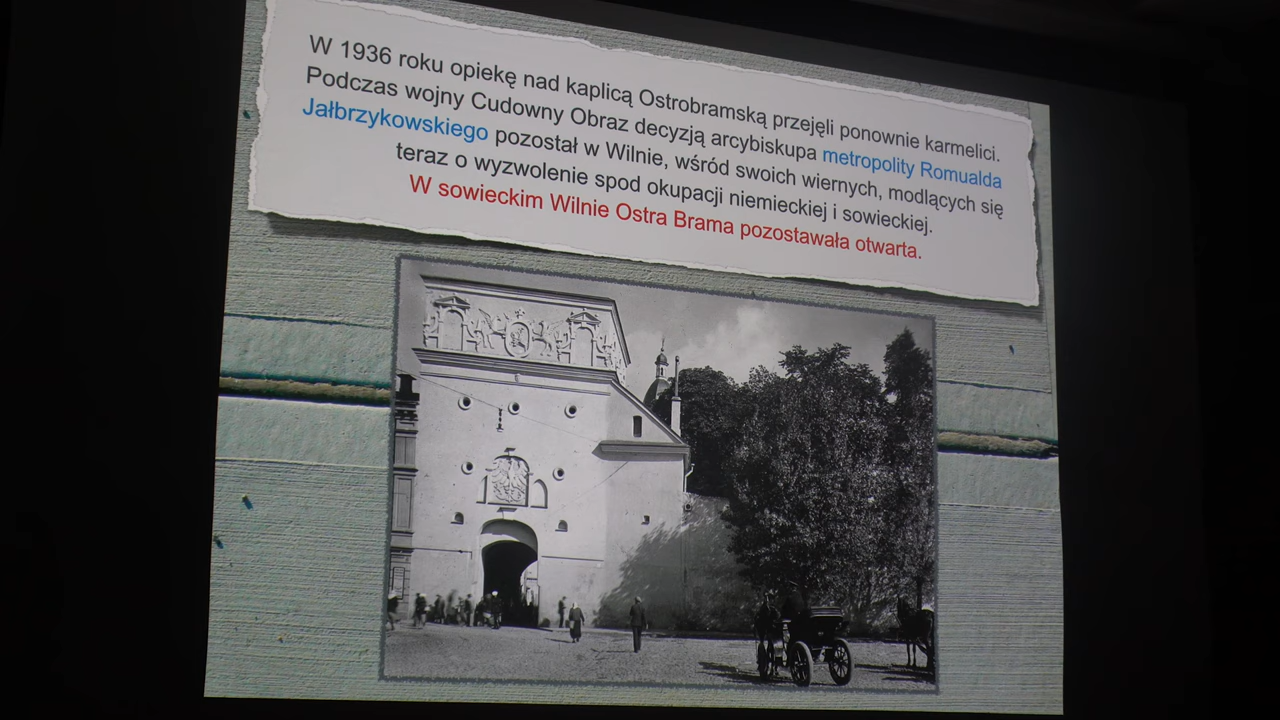 W 1936 roku opiekę nad kaplicą Ostrobramską przejęli ponownie karmelici.
Podczas wojny Cudowny Obraz decyzją arcybiskupa metropolity Romualda
Jałbrzykowskiego pozostał w Wilnie, wśród swoich wiernych, modlących się
teraz o wyzwolenie spod okupacji niemieckiej i sowieckiej.
W sowieckim Wilnie Ostra Brama pozostawała otwarta.